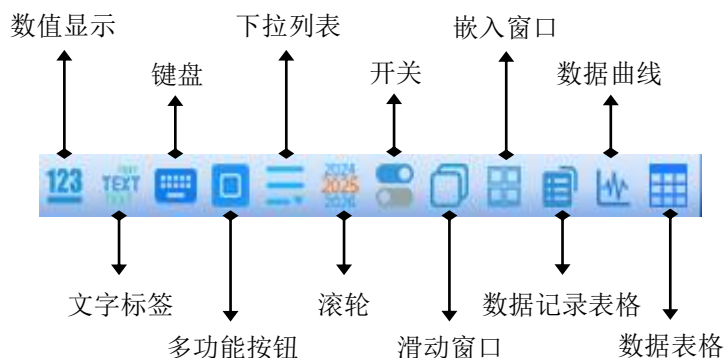 数值显示
下拉列表
嵌入窗口
键盘
开关
数据曲线
123
TEXT
TEXT
2024
2025
2026
文字标签
滚轮
数据记录表格
多功能按钮
滑动窗口
数据表格